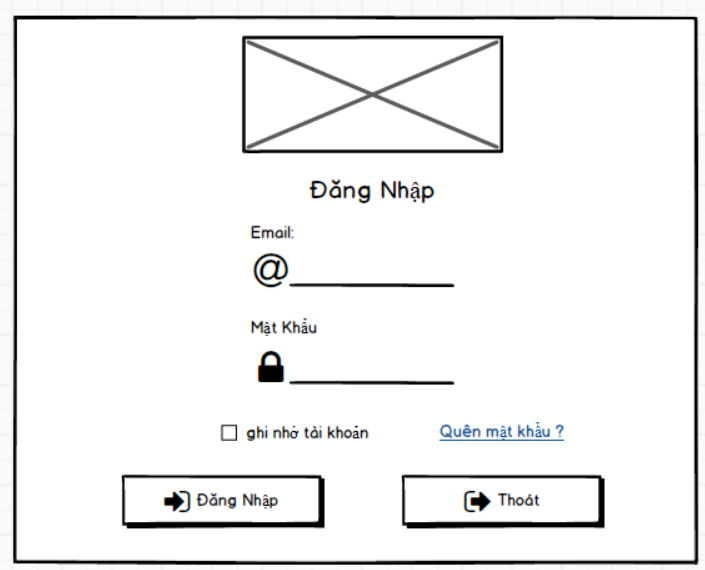 Đăng Nhập
Email:
@
Mật Khẩu
ghi nhớ tài khoản
Quên mật khẩu ?
Đăng Nhập
Thoát